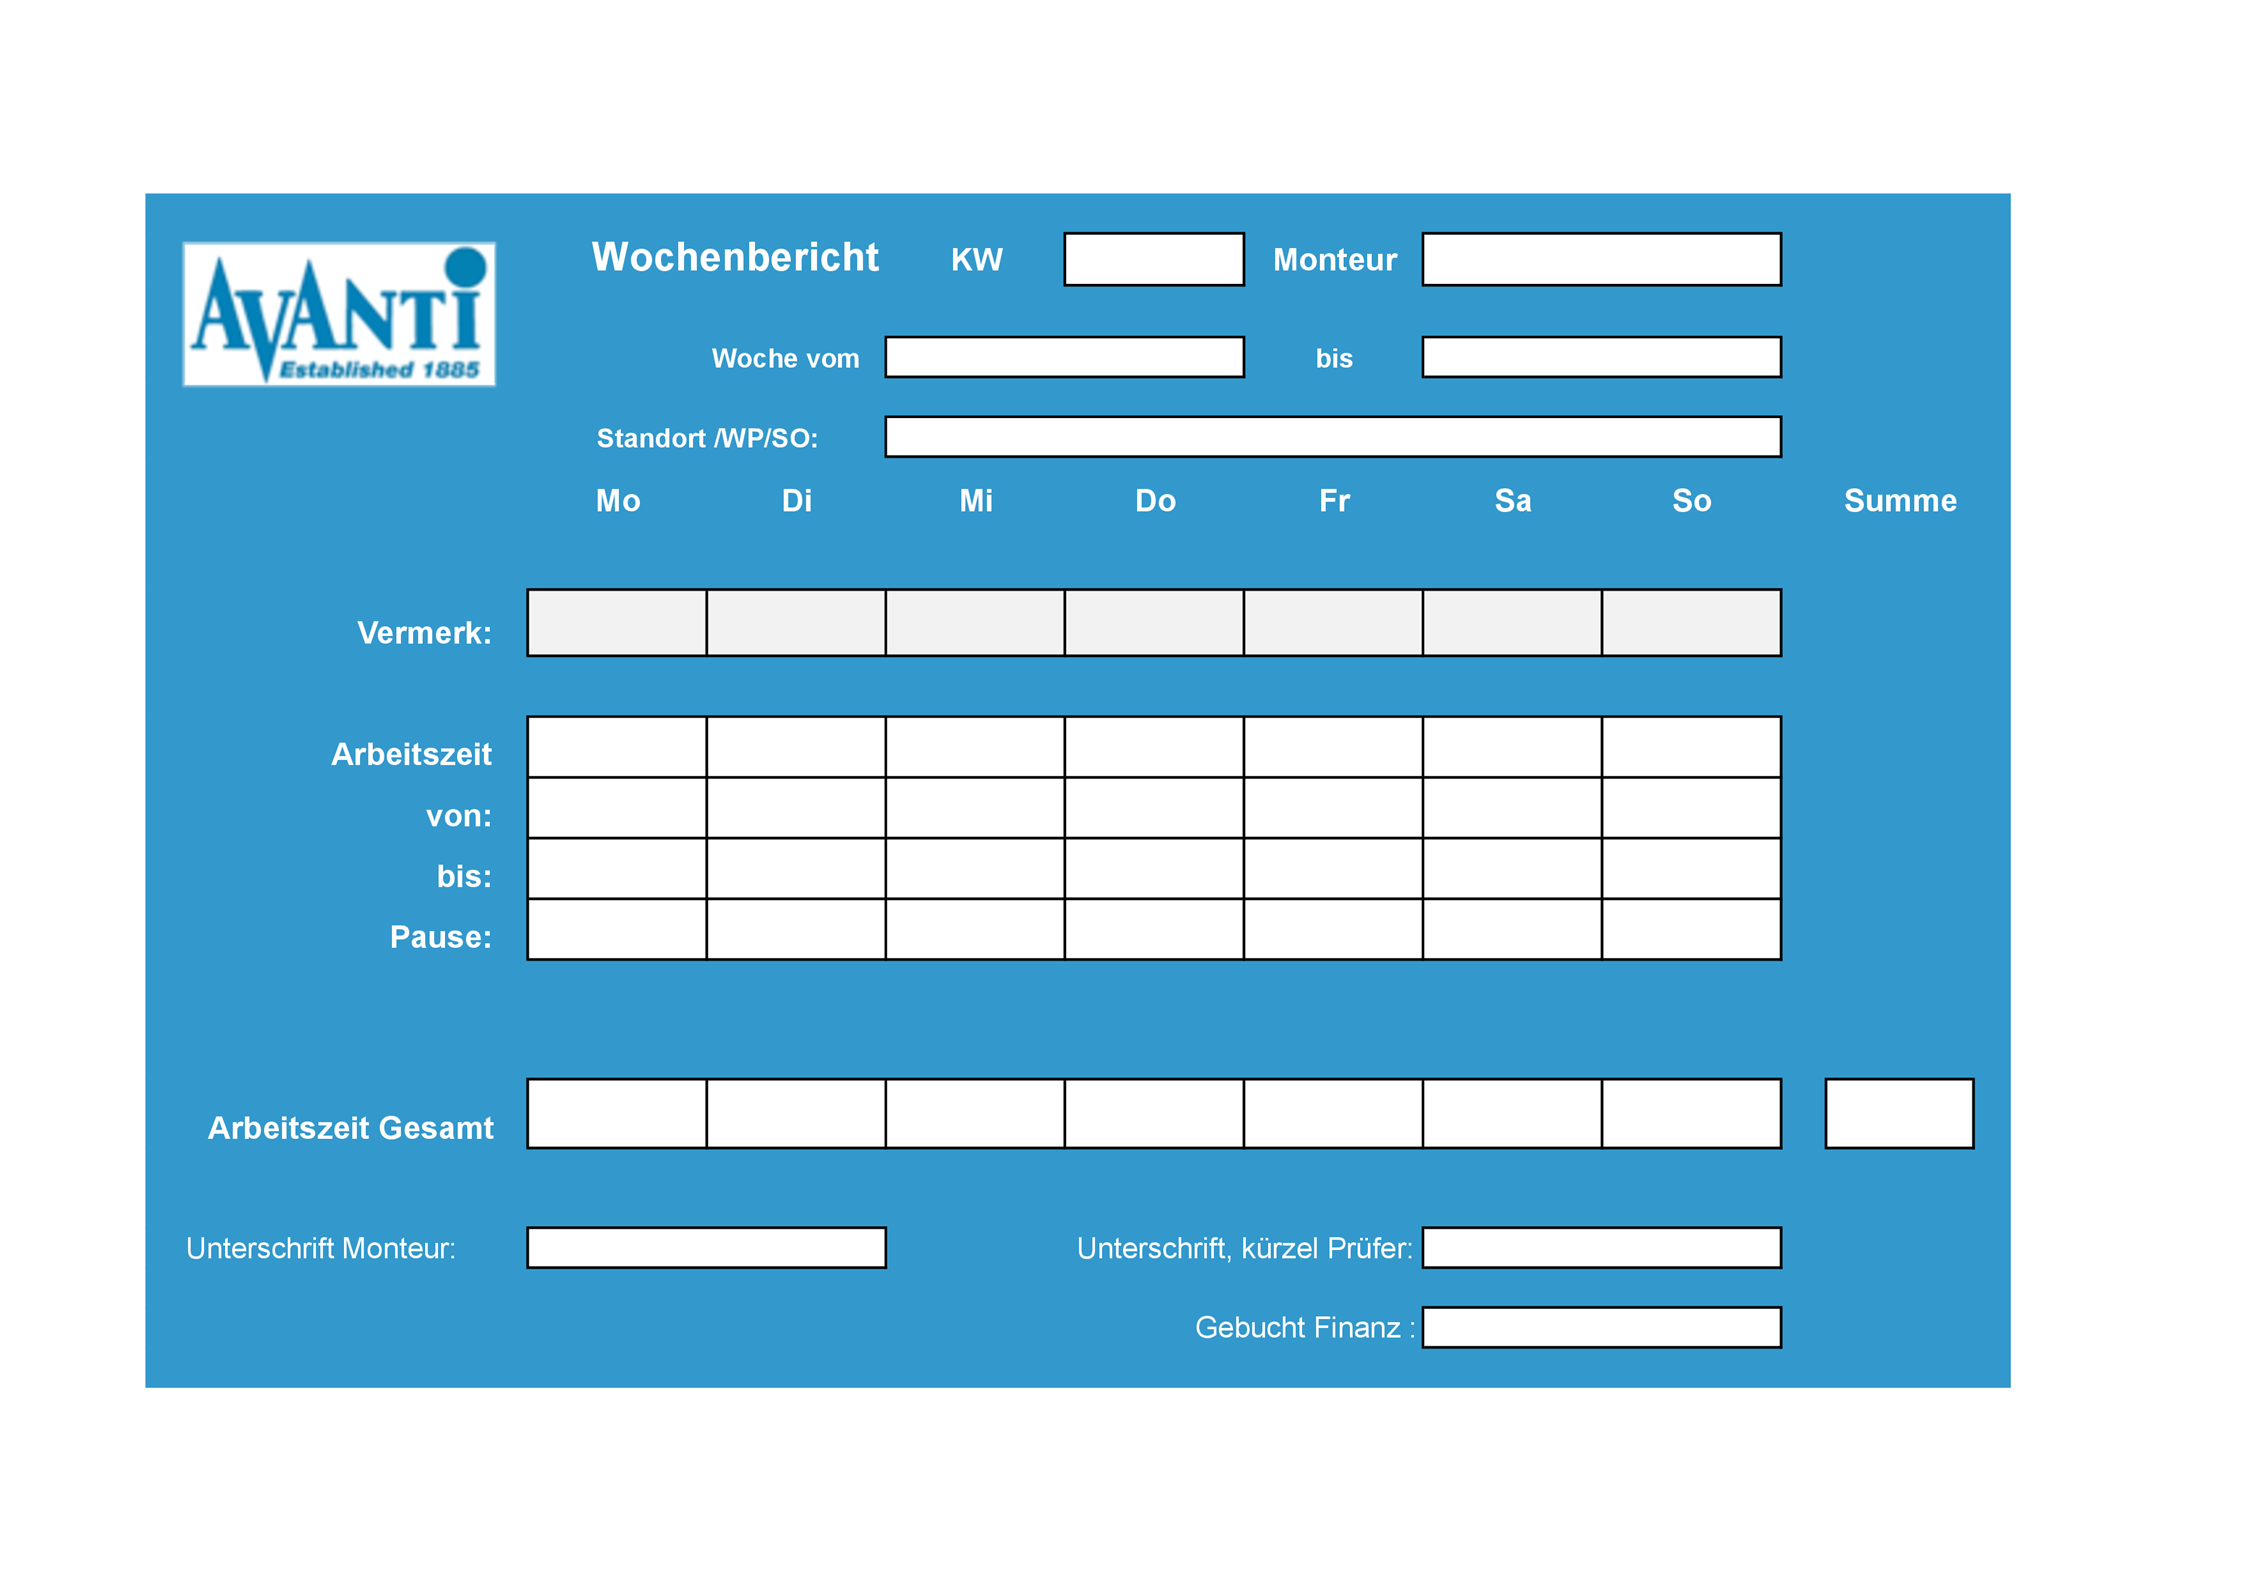 AVANTI
Established 1885
Wochenbericht KW Monteur
Woche vom bis
Standort /WP/SO:
Mo Di Mi Do Fr Sa So Summe
Vermerk:
Arbeitszeit
von:
bis:
Pause:
Arbeitszeit Gesamt
Unterschrift Monteur: Unterschrift, kürzel Prüfer:
Gebucht Finanz :